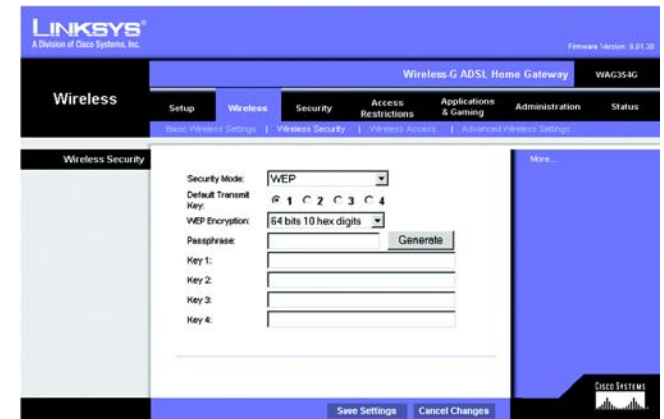 LINKSYS®
A Division of Cisco Systems, Inc.
Firmware Version: 0.01.30
Wireless-G ADSL Home Gateway WAG354G
Wireless
Setup Wireless Security Access Restrictions Applications & Gaming Administration Status
Basic Wireless Settings | Wireless Security | Wireless Access | Advanced Wireless Settings
Wireless Security
More...
Security Mode: WEP
Default Transmit Key: 1 2 3 4
WEP Encryption: 64 bits 10 hex digits
Passphrase: Generate
Key 1:
Key 2:
Key 3:
Key 4:
CISCO SYSTEMS
Save Settings Cancel Changes